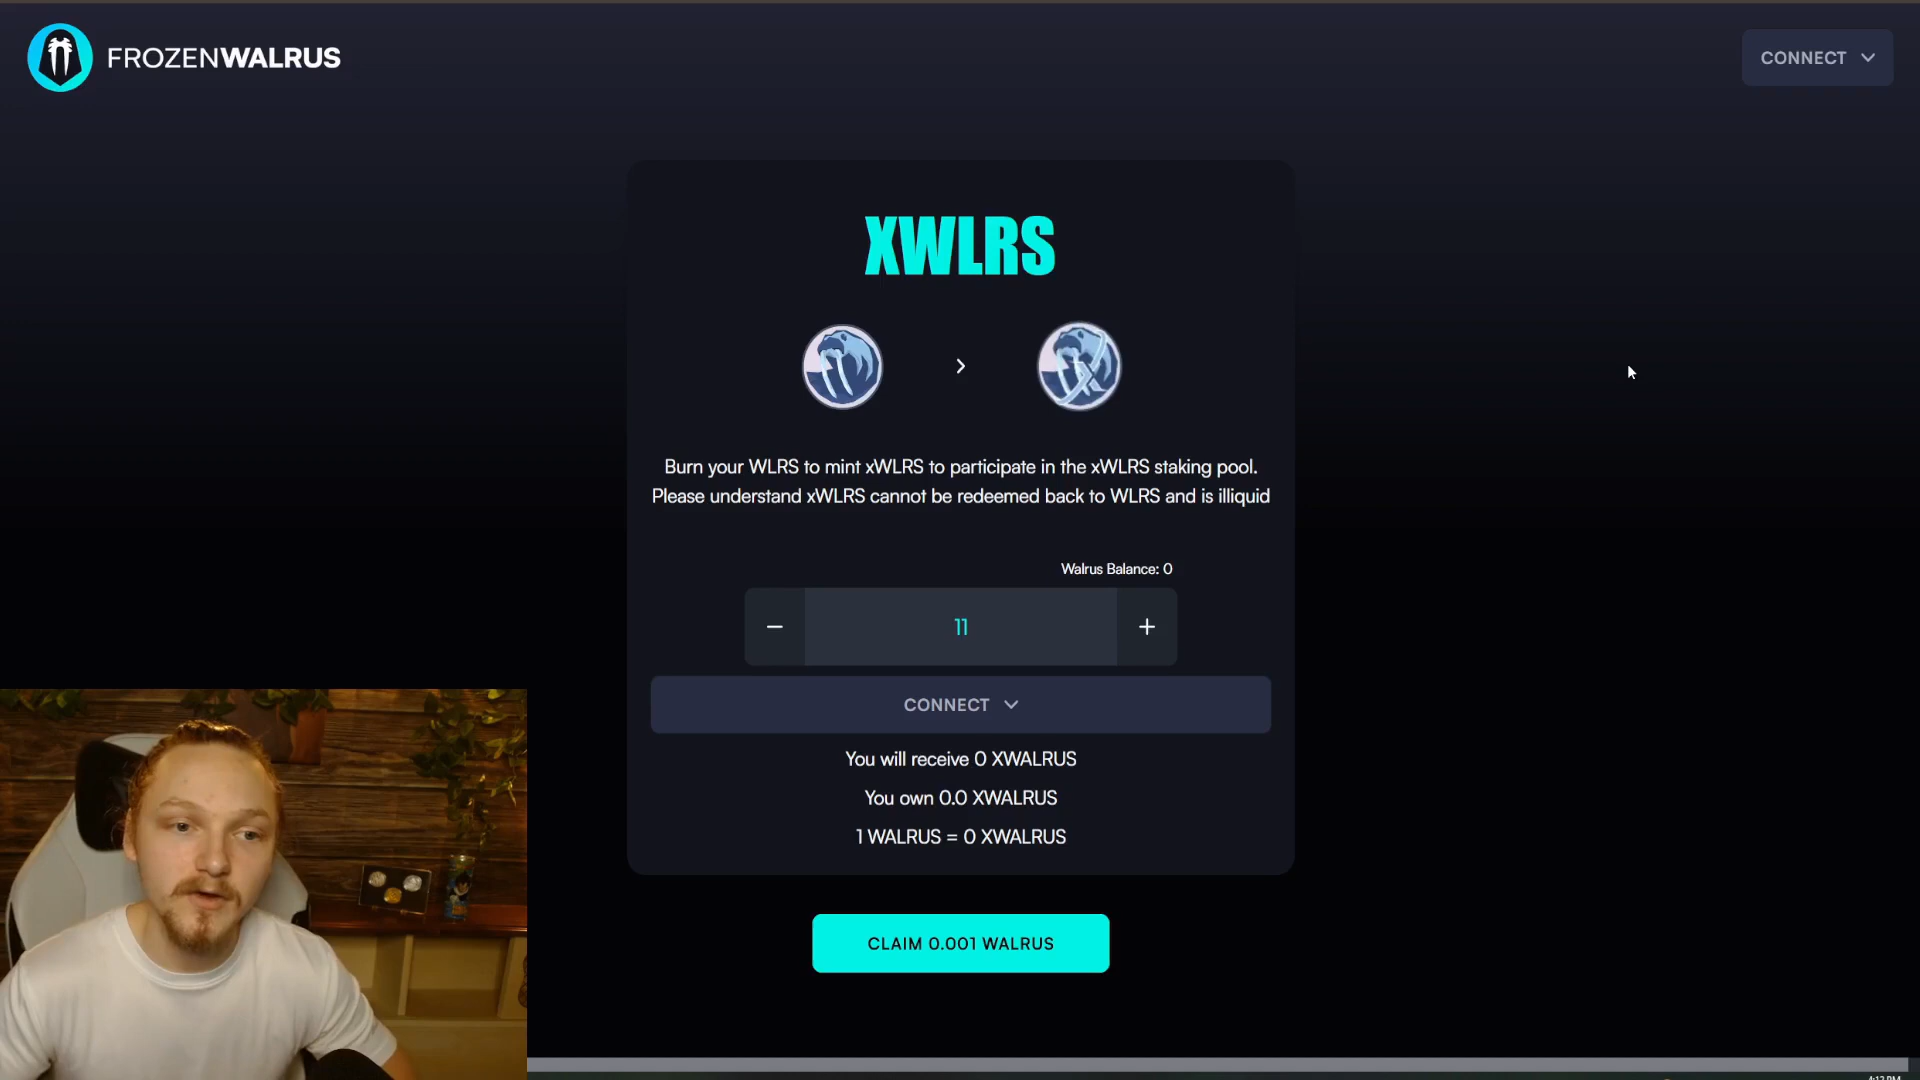 FROZENWALRUS
CONNECT
XWLRS
Burn your WLRS to mint xWLRS to participate in the xWLRS staking pool.
Please understand xWLRS cannot be redeemed back to WLRS and is illiquid
Walrus Balance: 0
− 11 +
CONNECT
You will receive 0 XWALRUS
You own 0.0 XWALRUS
1 WALRUS = 0 XWALRUS
CLAIM 0.001 WALRUS